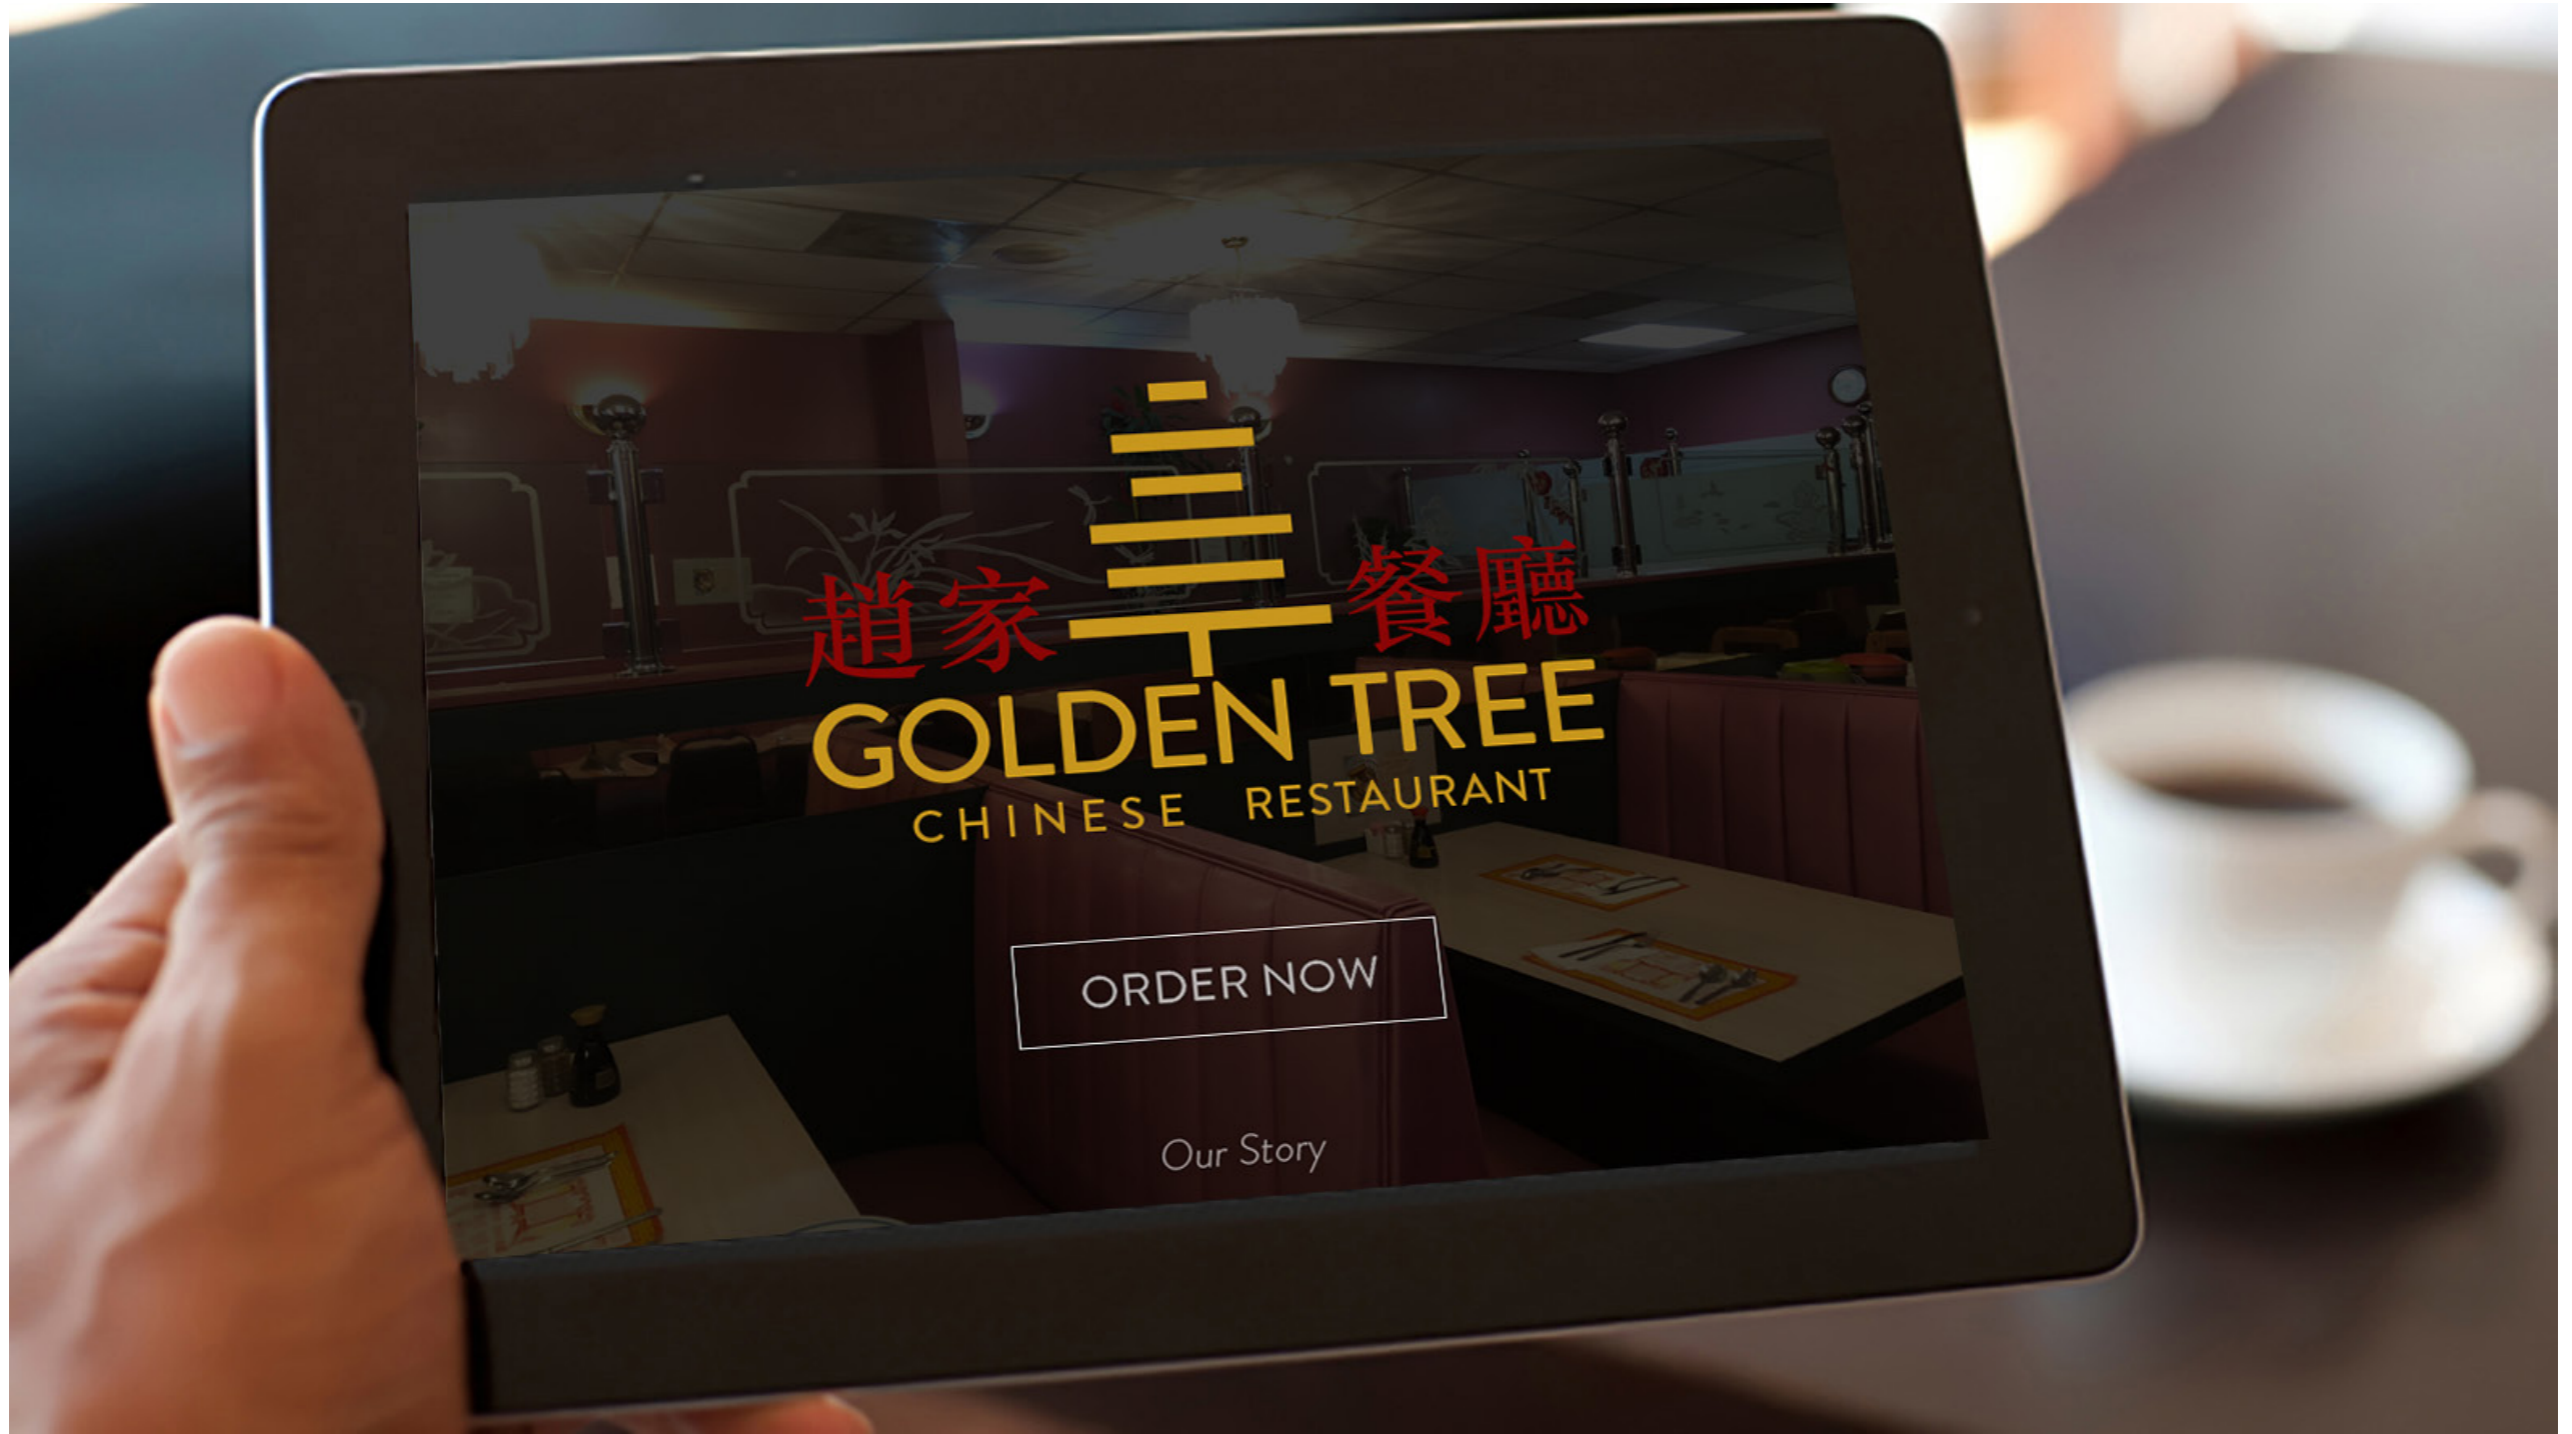 趙家 餐廳
GOLDEN TREE
CHINESE RESTAURANT
ORDER NOW
Our Story